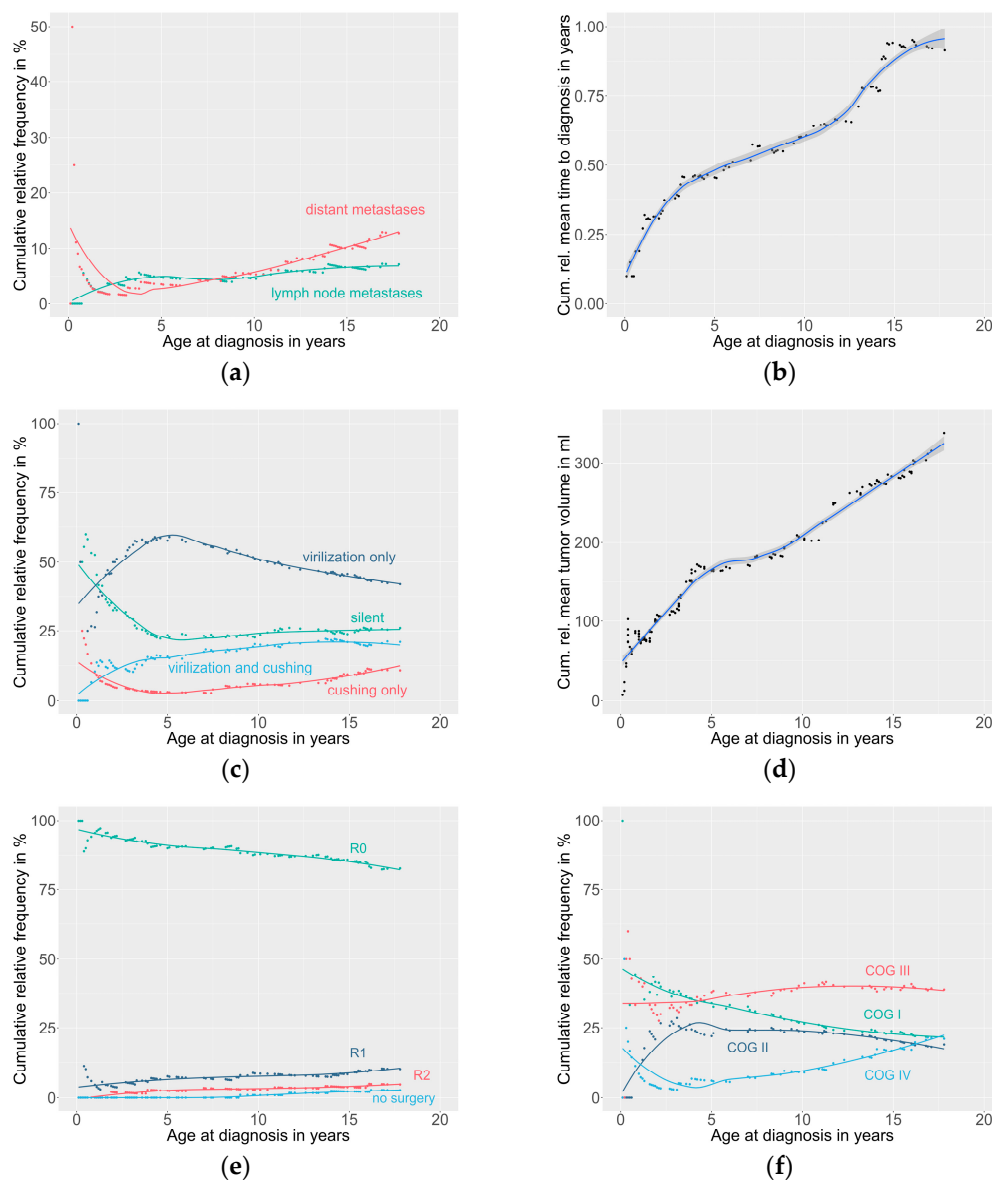 Cumulative relative frequency in %
50
40
30
20
10
0
distant metastases
lymph node metastases
0 5 10 15 20
Age at diagnosis in years
(a)
Cum. rel. mean time to diagnosis in years
1.00
0.75
0.50
0.25
0.00
0 5 10 15 20
Age at diagnosis in years
(b)
Cumulative relative frequency in %
100
75
50
25
0
virilization only
silent
virilization and cushing
cushing only
0 5 10 15 20
Age at diagnosis in years
(c)
Cum. rel. mean tumor volume in ml
300
200
100
0
0 5 10 15 20
Age at diagnosis in years
(d)
Cumulative relative frequency in %
100
75
50
25
0
R0
R1
R2
no surgery
0 5 10 15 20
Age at diagnosis in years
(e)
Cumulative relative frequency in %
100
75
50
25
0
COG III
COG I
COG II
COG IV
0 5 10 15 20
Age at diagnosis in years
(f)